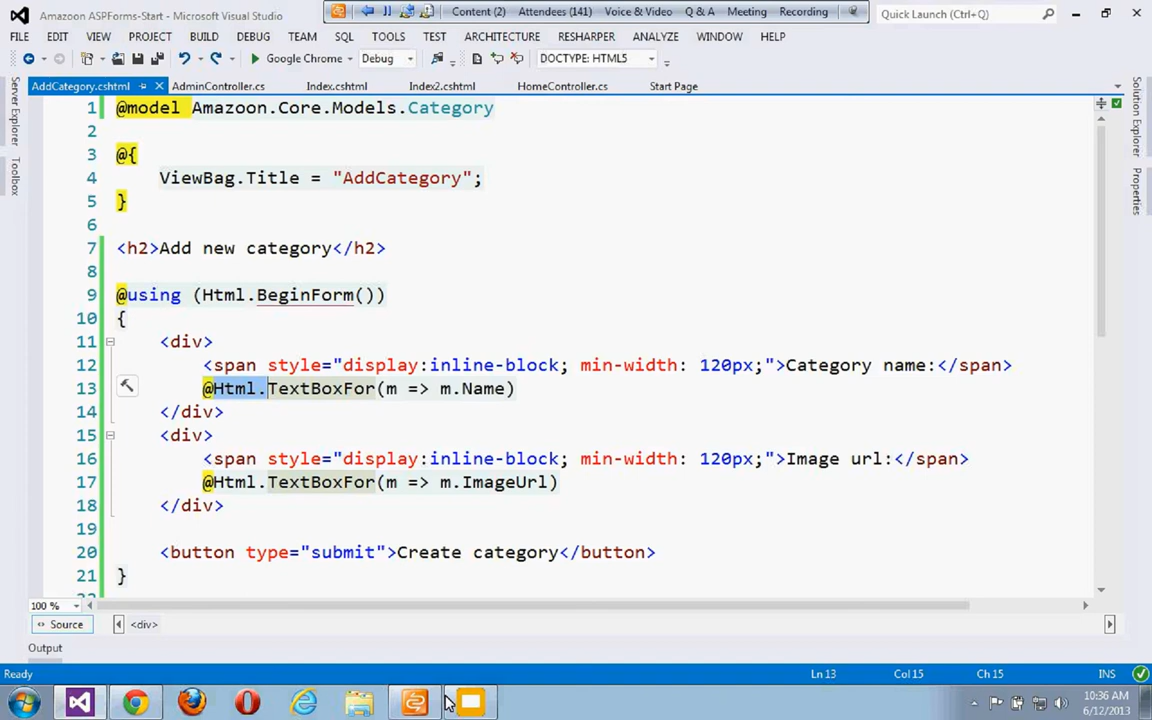 Amazoon ASPForms-Start - Microsoft Visual Studio
Content (2) Attendees (141) Voice & Video Q & A Meeting Recording
Quick Launch (Ctrl+Q)
FILE EDIT VIEW PROJECT BUILD DEBUG TEAM SQL TOOLS TEST ARCHITECTURE RESHARPER ANALYZE WINDOW HELP
Google Chrome Debug DOCTYPE: HTML5
AddCategory.cshtml AdminController.cs Index.cshtml Index2.cshtml HomeController.cs Start Page
Server Explorer
Toolbox
Solution Explorer
Properties
1 @model Amazoon.Core.Models.Category
2
3 @{
4 ViewBag.Title = "AddCategory";
5 }
6
7 <h2>Add new category</h2>
8
9 @using (Html.BeginForm())
10 {
11 <div>
12 <span style="display:inline-block; min-width: 120px;">Category name:</span>
13 @Html.TextBoxFor(m => m.Name)
14 </div>
15 <div>
16 <span style="display:inline-block; min-width: 120px;">Image url:</span>
17 @Html.TextBoxFor(m => m.ImageUrl)
18 </div>
19
20 <button type="submit">Create category</button>
21 }
100 %
Source <div>
Output
Ready Ln 13 Col 15 Ch 15 INS
10:36 AM
6/12/2013